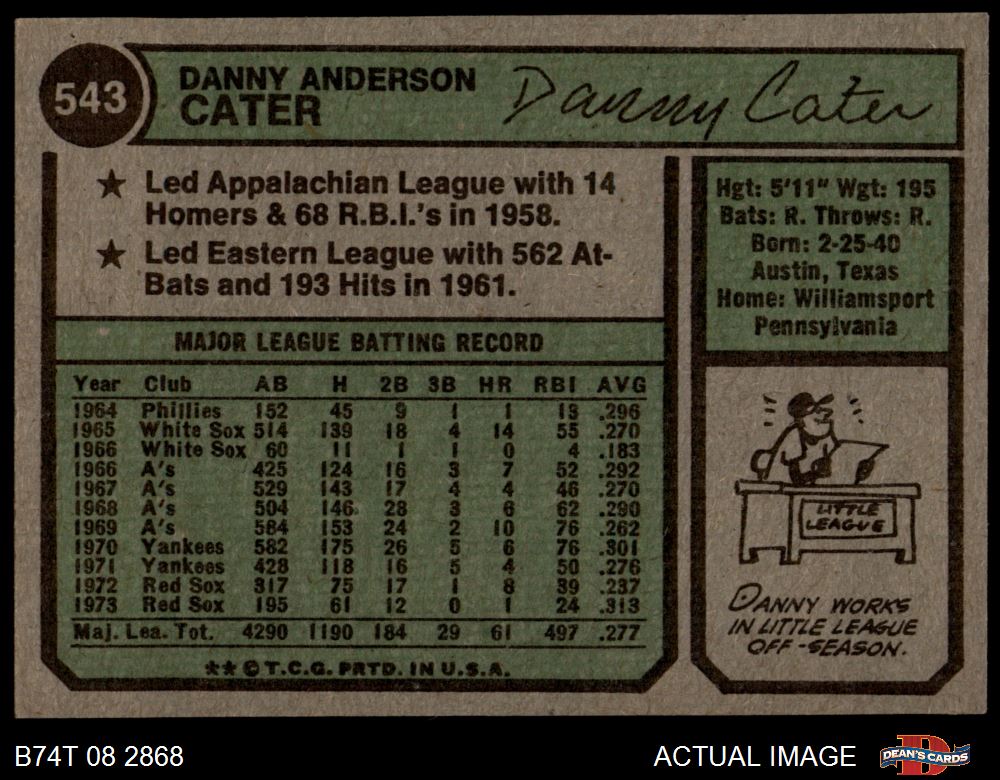 543
DANNY ANDERSON
CATER
Danny Cater
★ Led Appalachian League with 14
Homers & 68 R.B.I.'s in 1958.
★ Led Eastern League with 562 At-
Bats and 193 Hits in 1961.
Hgt: 5'11" Wgt: 195
Bats: R. Throws: R.
Born: 2-25-40
Austin, Texas
Home: Williamsport
Pennsylvania
MAJOR LEAGUE BATTING RECORD
Year Club AB H 2B 3B HR RBI AVG
1964 Phillies 152 45 9 1 1 13 .296
1965 White Sox 514 139 18 4 14 55 .270
1966 White Sox 60 11 1 1 0 4 .183
1966 A's 425 124 16 3 7 52 .292
1967 A's 529 143 17 4 4 46 .270
1968 A's 504 146 28 3 6 62 .290
1969 A's 584 153 24 2 10 76 .262
1970 Yankees 582 175 26 5 6 76 .301
1971 Yankees 428 118 16 5 4 50 .276
1972 Red Sox 317 75 17 1 8 39 .237
1973 Red Sox 195 61 12 0 1 24 .313
Maj. Lea. Tot. 4290 1190 184 29 61 497 .277
★★ © T.C.G. PRTD. IN U.S.A.
LITTLE
LEAGUE
DANNY WORKS
IN LITTLE LEAGUE
OFF-SEASON.
B74T 08 2868
ACTUAL IMAGE
DEAN'S CARDS